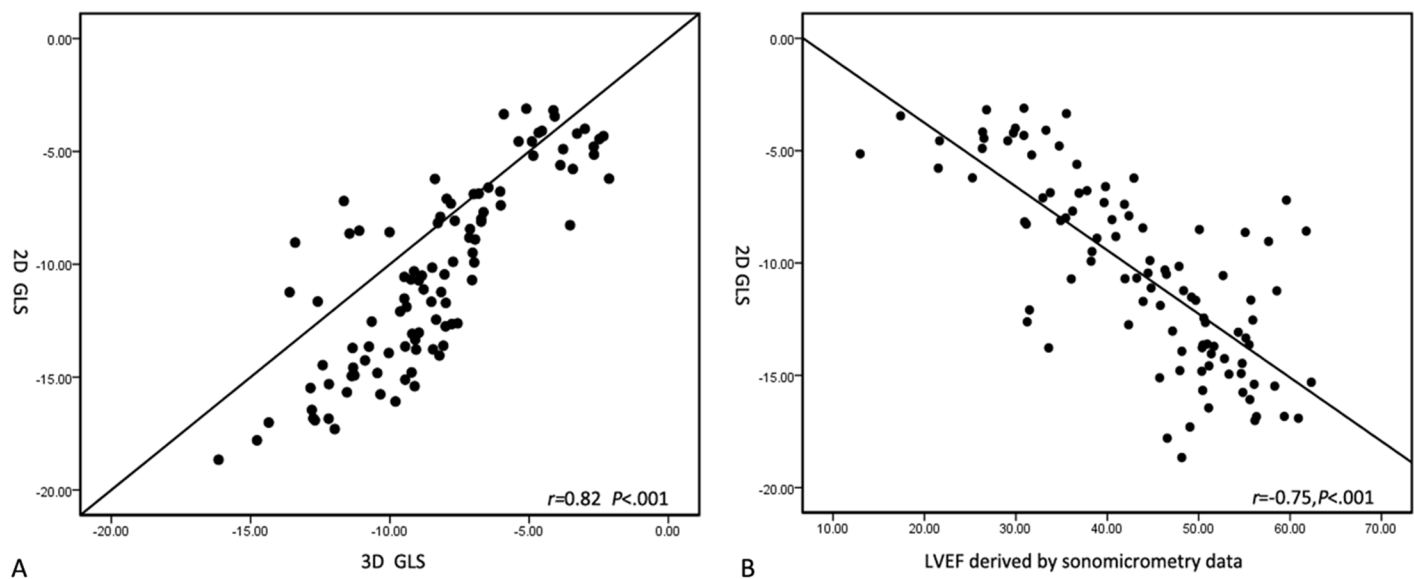 0.00
-5.00
-10.00
-15.00
-20.00
2D GLS
r=0.82 P<.001
-20.00 -15.00 -10.00 -5.00 0.00
3D GLS
A
0.00
-5.00
-10.00
-15.00
-20.00
2D GLS
r=-0.75,P<.001
10.00 20.00 30.00 40.00 50.00 60.00 70.00
LVEF derived by sonomicrometry data
B